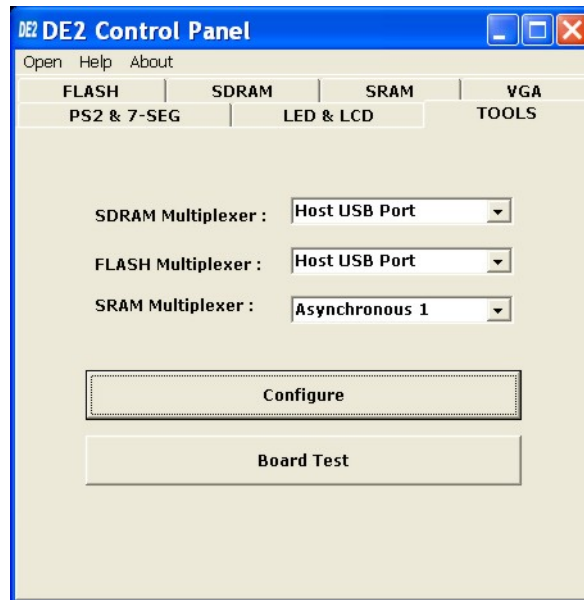 DE2 DE2 Control Panel
Open Help About
FLASH SDRAM SRAM VGA
PS2 & 7-SEG LED & LCD TOOLS
SDRAM Multiplexer : Host USB Port
FLASH Multiplexer : Host USB Port
SRAM Multiplexer : Asynchronous 1
Configure
Board Test